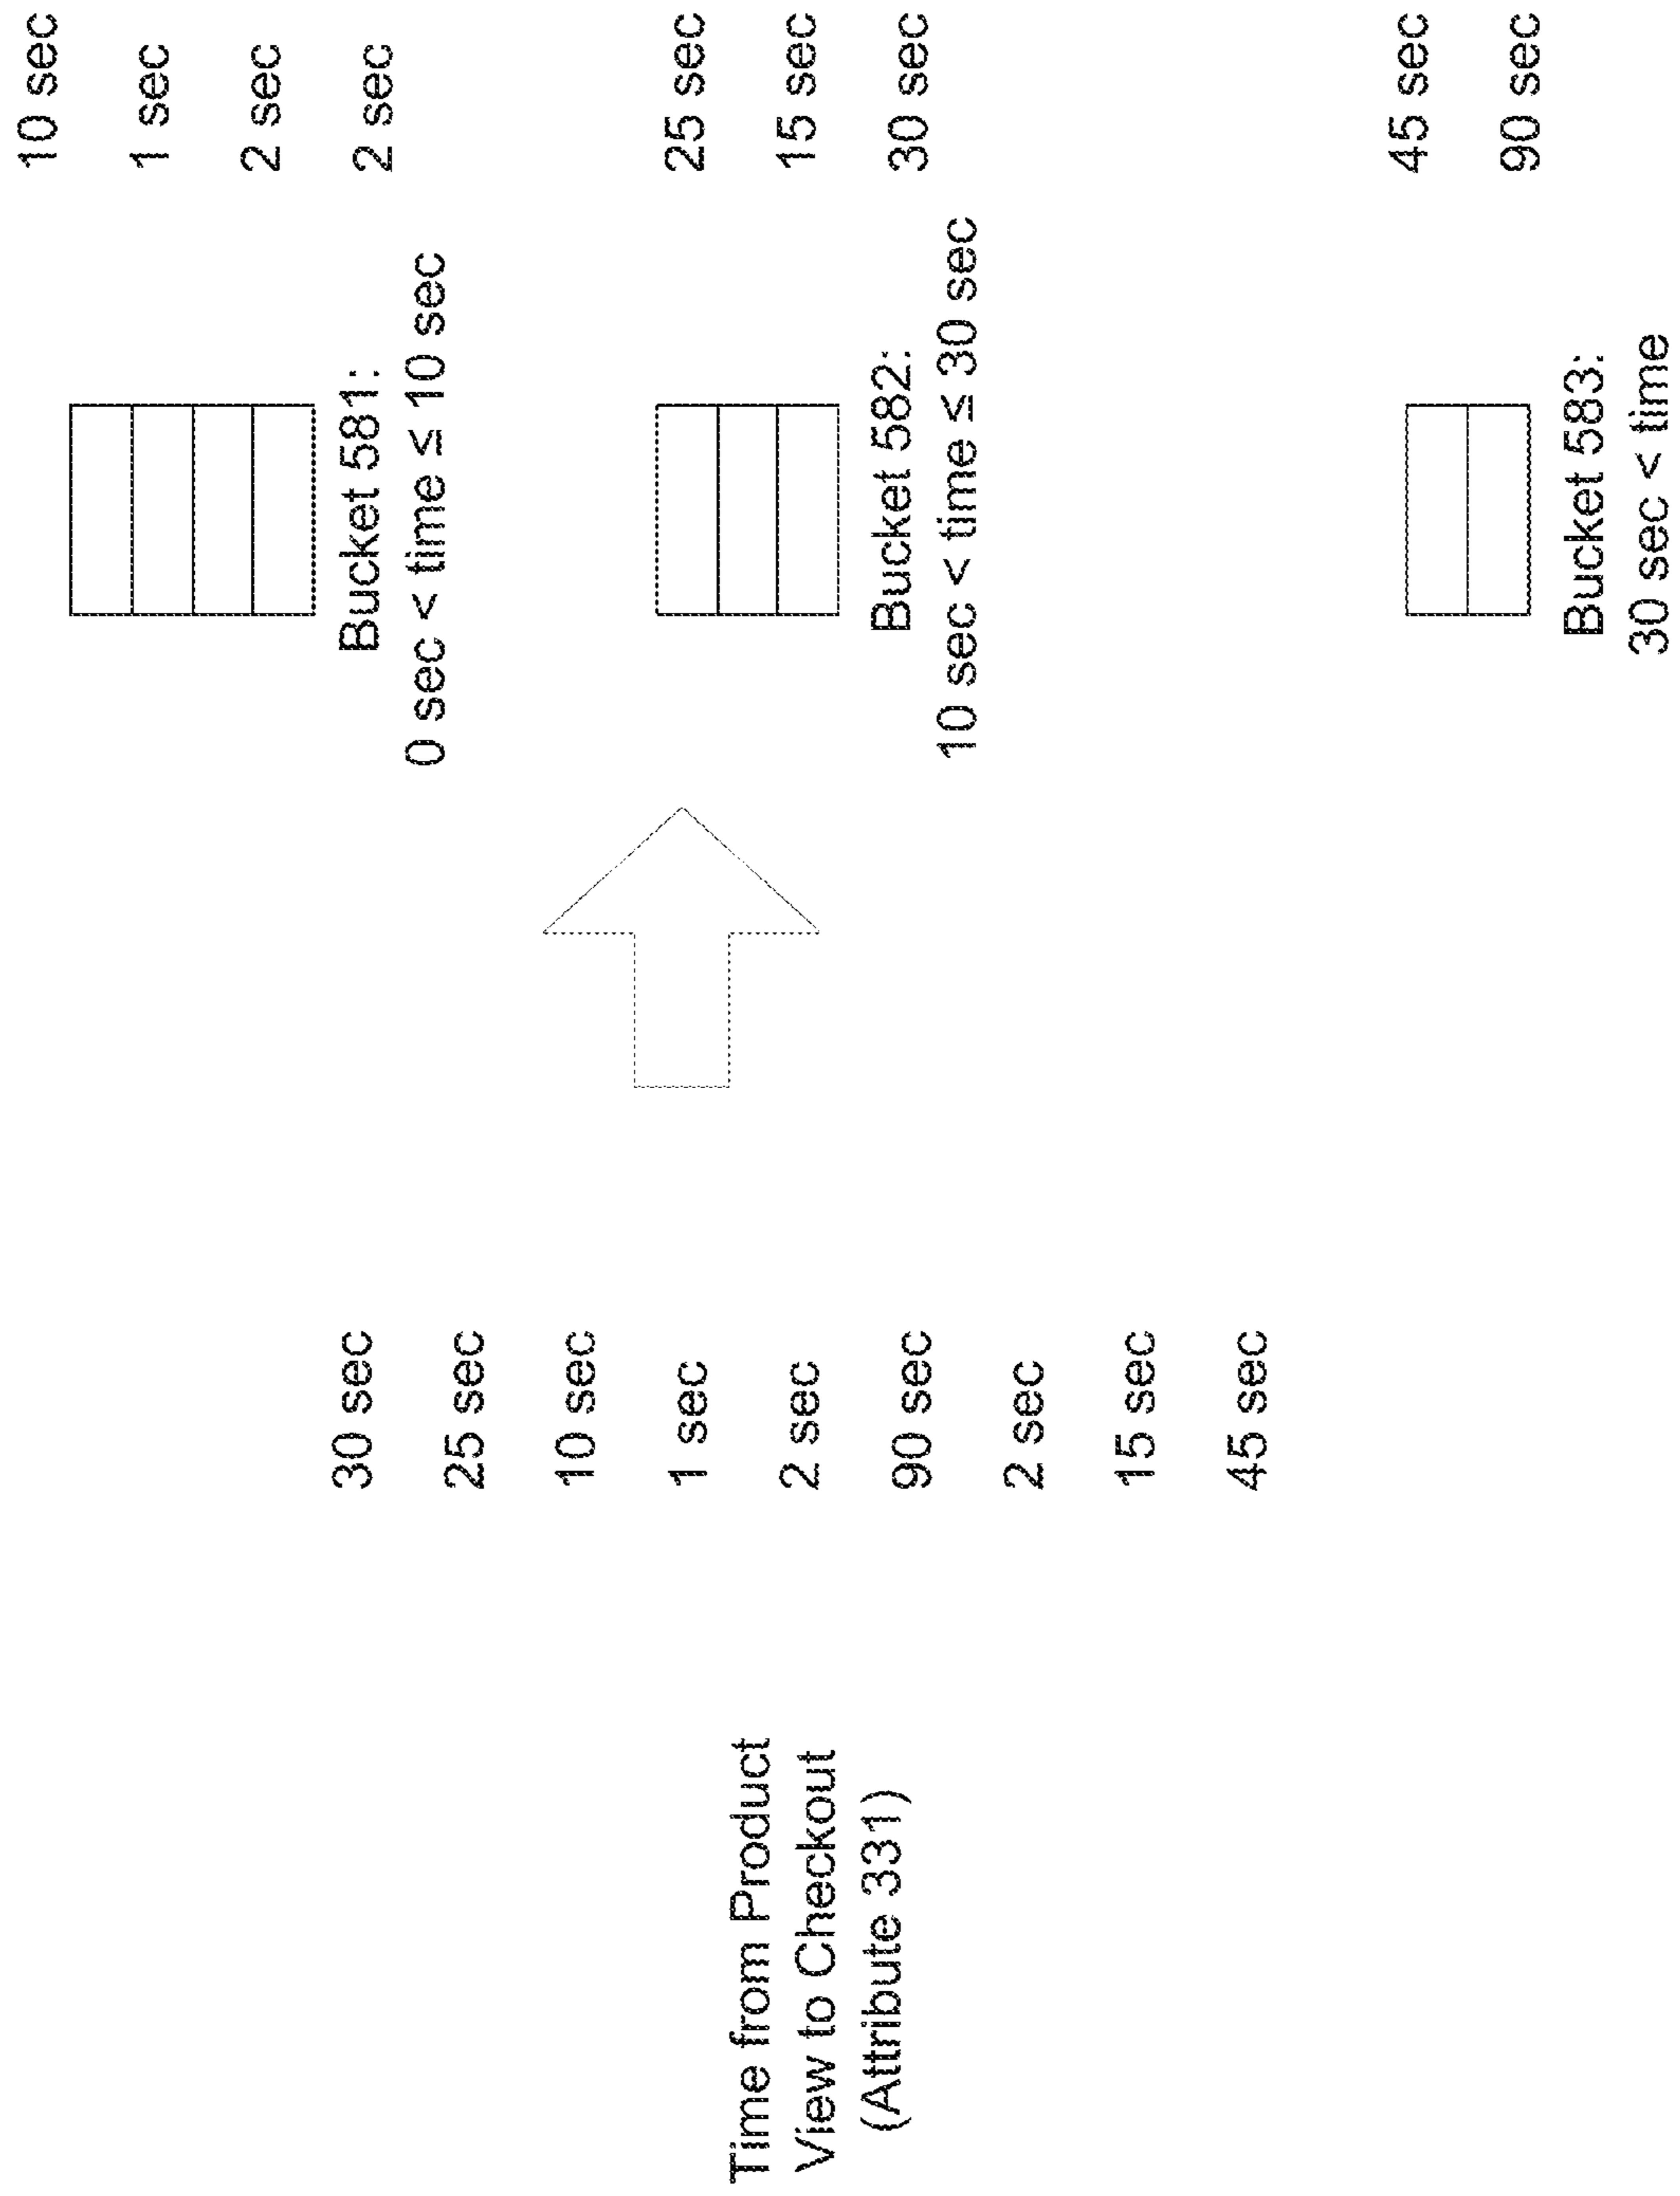 Time from Product
View to Checkout
(Attribute 331)
30 sec
25 sec
10 sec
1 sec
2 sec
90 sec
2 sec
15 sec
45 sec
Bucket 581:
0 sec < time ≤ 10 sec
10 sec
1 sec
2 sec
2 sec
Bucket 582:
10 sec < time ≤ 30 sec
25 sec
15 sec
30 sec
Bucket 583:
30 sec < time
45 sec
90 sec